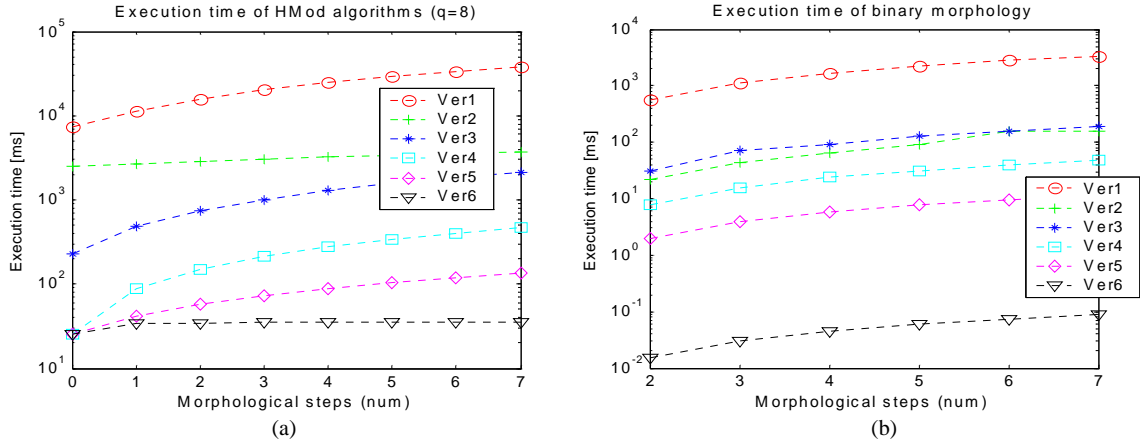 Execution time of HMod algorithms (q=8)
10^5
10^4
10^3
10^2
10^1
Execution time [ms]
0 1 2 3 4 5 6 7
Morphological steps (num)
Ver1
Ver2
Ver3
Ver4
Ver5
Ver6
(a)
Execution time of binary morphology
10^4
10^3
10^2
10^1
10^0
10^-1
10^-2
Execution time [ms]
2 3 4 5 6 7
Morphological steps (num)
Ver1
Ver2
Ver3
Ver4
Ver5
Ver6
(b)